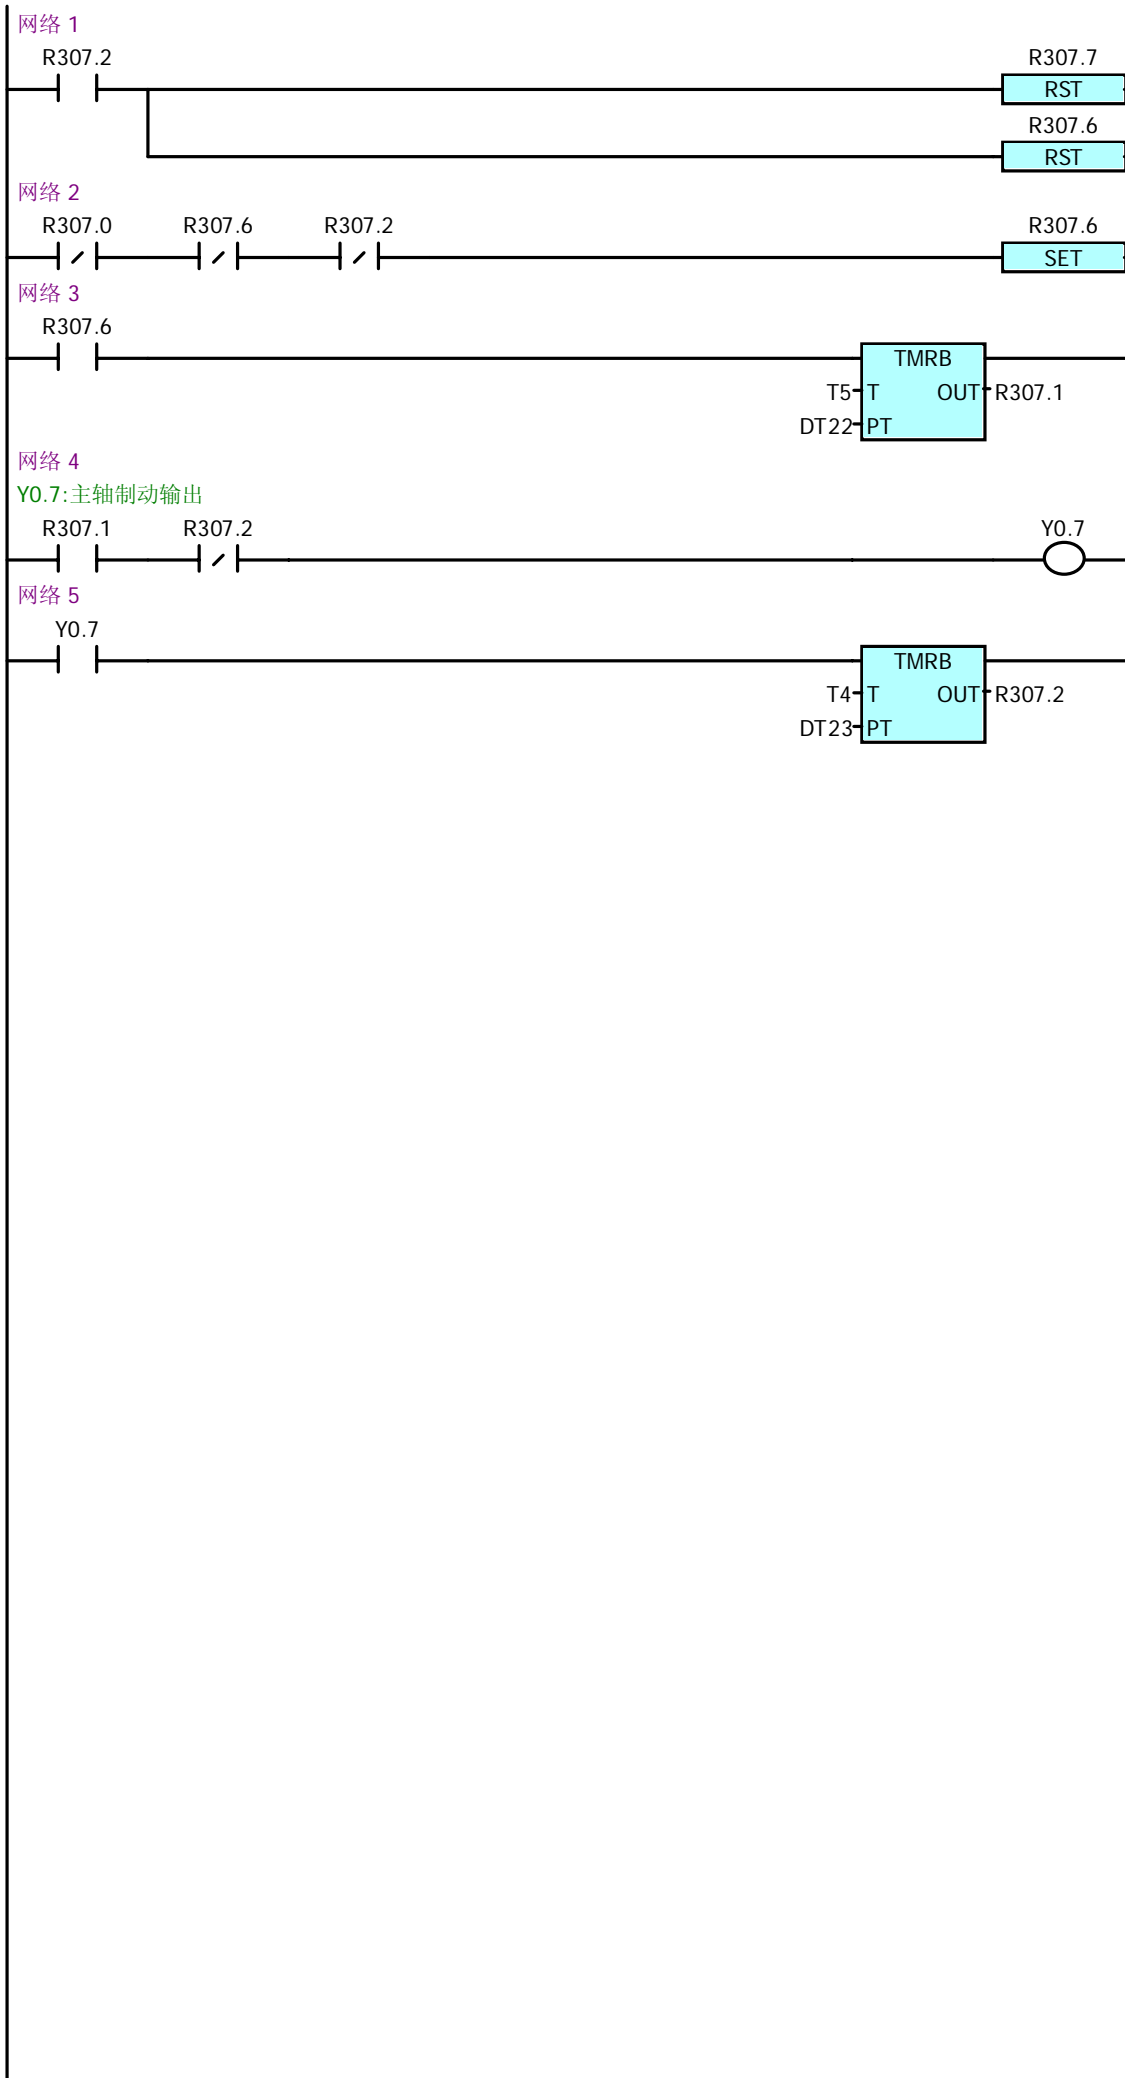 网络 1
R307.2 R307.7
RST
R307.6
RST
网络 2
R307.0 R307.6 R307.2 R307.6
SET
网络 3
R307.6
TMRB
T5 T OUT R307.1
DT22 PT
网络 4
Y0.7:主轴制动输出
R307.1 R307.2 Y0.7
网络 5
Y0.7
TMRB
T4 T OUT R307.2
DT23 PT